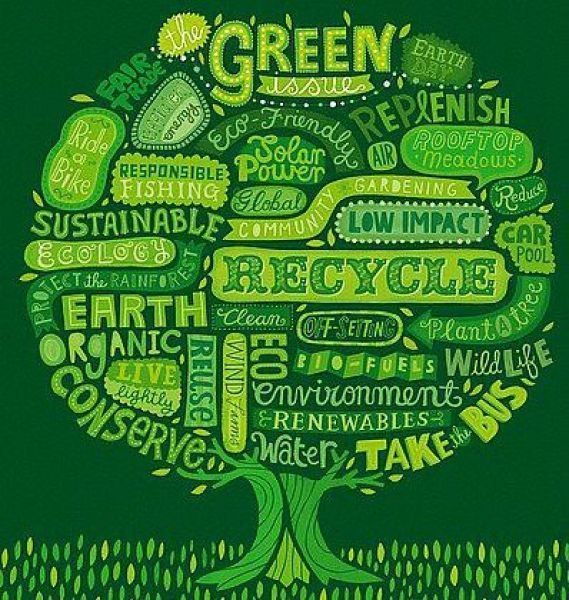 the
GREEN
issue
EARTH
DAY
FAIR
TRADE
energy
Eco-Friendly
REPlENISH
Ride
a
Bike
Solar
Power
AIR
ROOFTOP
Meadows
RESPONSIBLE
FISHING
Global
COMMUNITY GARDENING
Reduce
SUSTAINABLE
LOW IMPACT
CAR
POOL
ECOLOGY
RECYCLE
PROTECT the RAINFOREST
EARTH
Clean
OFF-SETTING
Plant A tree
ORGANIC
REUSE
WIND
ECO
BIO-FUELS
WildLiFE
LIVE
lightly
environment
CONSERVE
RENEWABLES
Water
TAKE the BUS